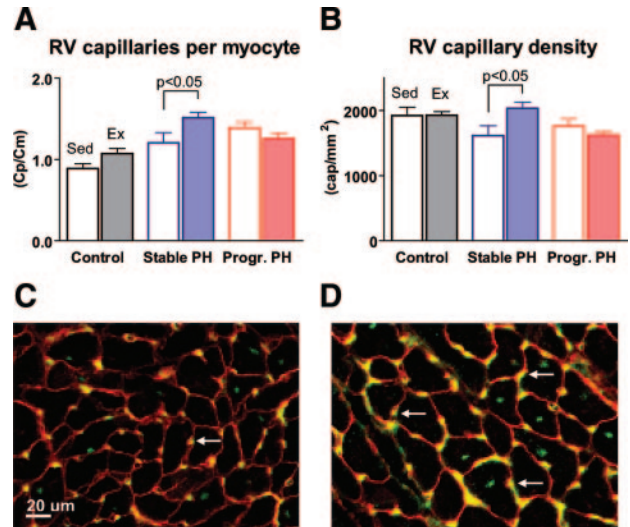 A
RV capillaries per myocyte
p<0.05
2.0
1.0
0.0
(Cp/Cm)
Sed
Ex
Control
Stable PH
Progr. PH
B
RV capillary density
p<0.05
2000
1000
0
(cap/mm²)
Sed
Ex
Control
Stable PH
Progr. PH
C
20 um
D